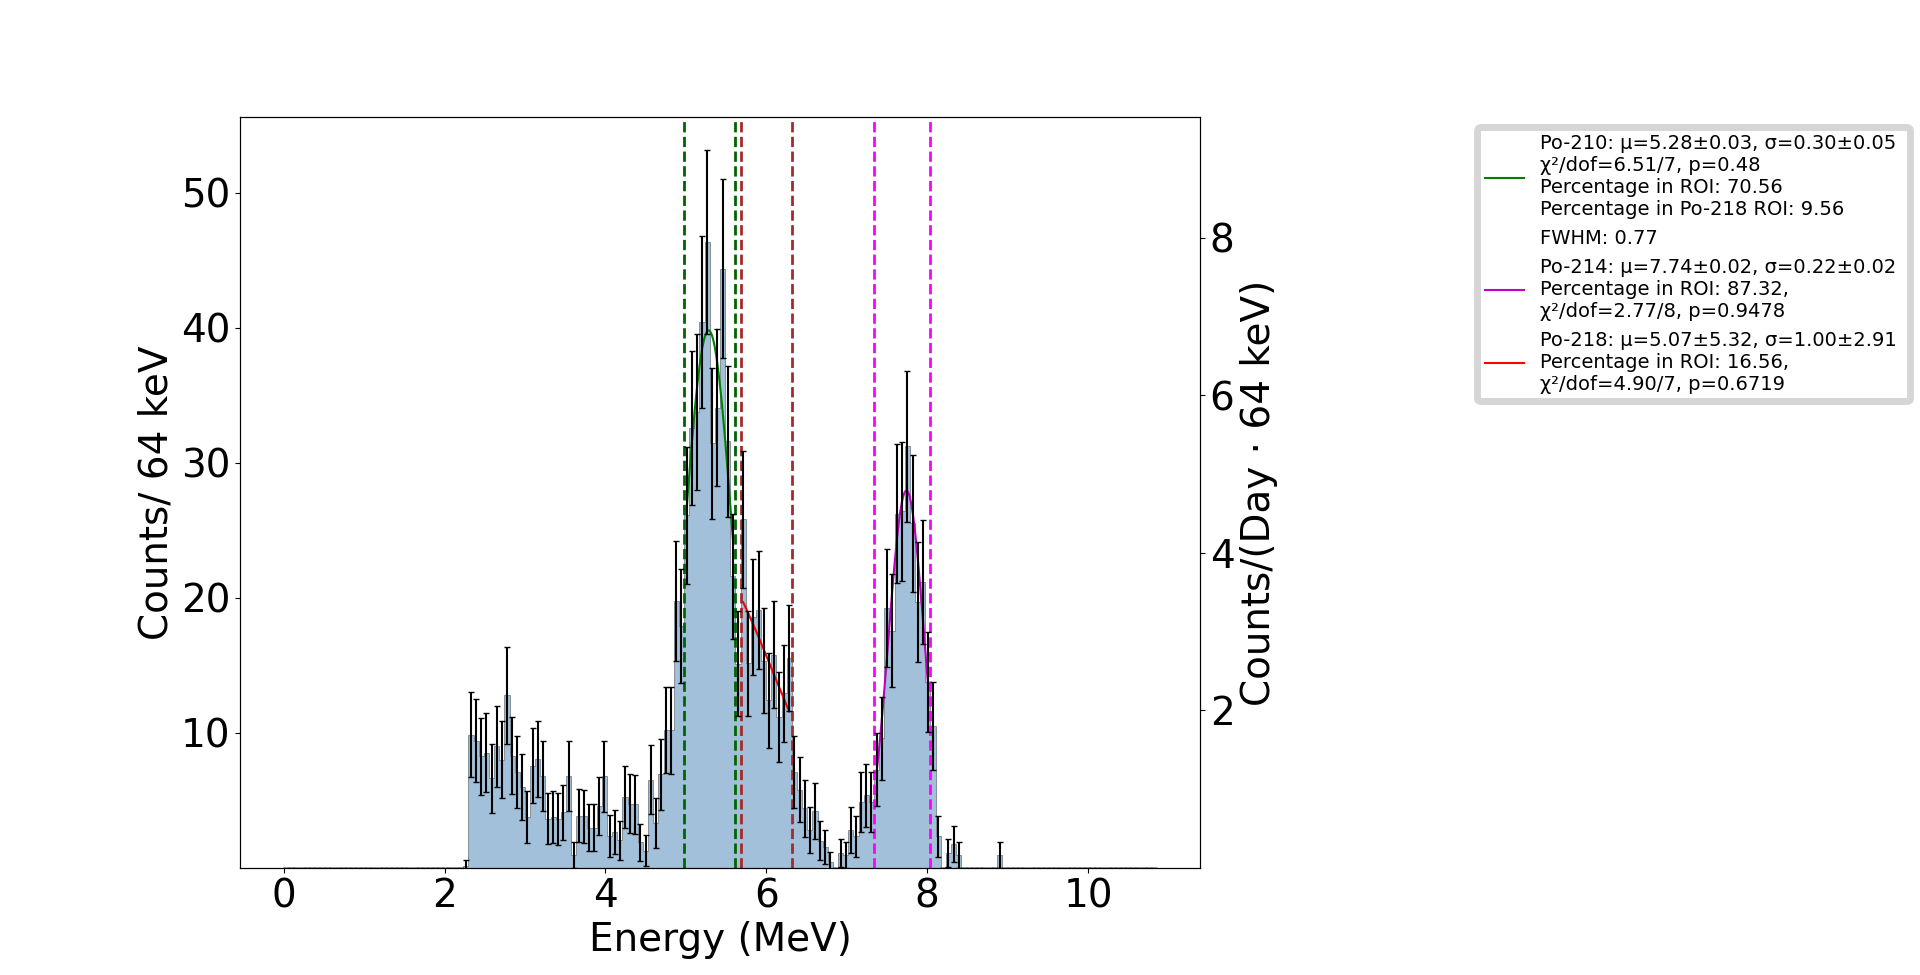 50
40
30
20
10
Counts/ 64 keV
0
2
4
6
8
10
Energy (MeV)
8
6
4
2
Counts/(Day · 64 keV)
Po-210: μ=5.28±0.03, σ=0.30±0.05
χ²/dof=6.51/7, p=0.48
Percentage in ROI: 70.56
Percentage in Po-218 ROI: 9.56
FWHM: 0.77
Po-214: μ=7.74±0.02, σ=0.22±0.02
Percentage in ROI: 87.32,
χ²/dof=2.77/8, p=0.9478
Po-218: μ=5.07±5.32, σ=1.00±2.91
Percentage in ROI: 16.56,
χ²/dof=4.90/7, p=0.6719